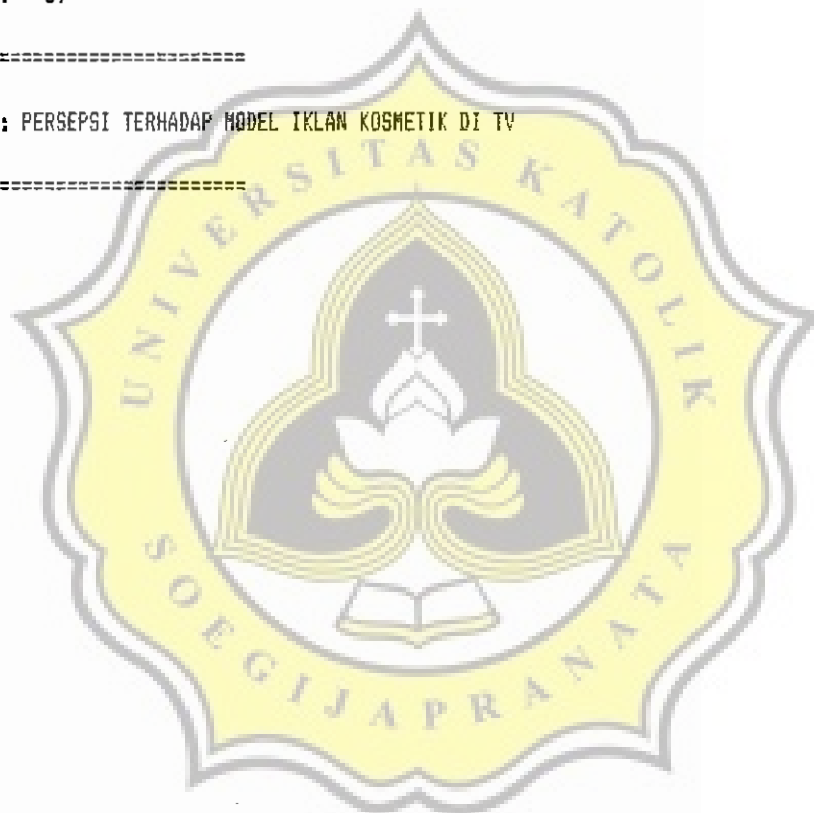 =======================
: PERSEPSI TERHADAP MODEL IKLAN KOSMETIK DI TV
=======================
UNIVERSITAS KATOLIK
SOEGIJAPRANATA